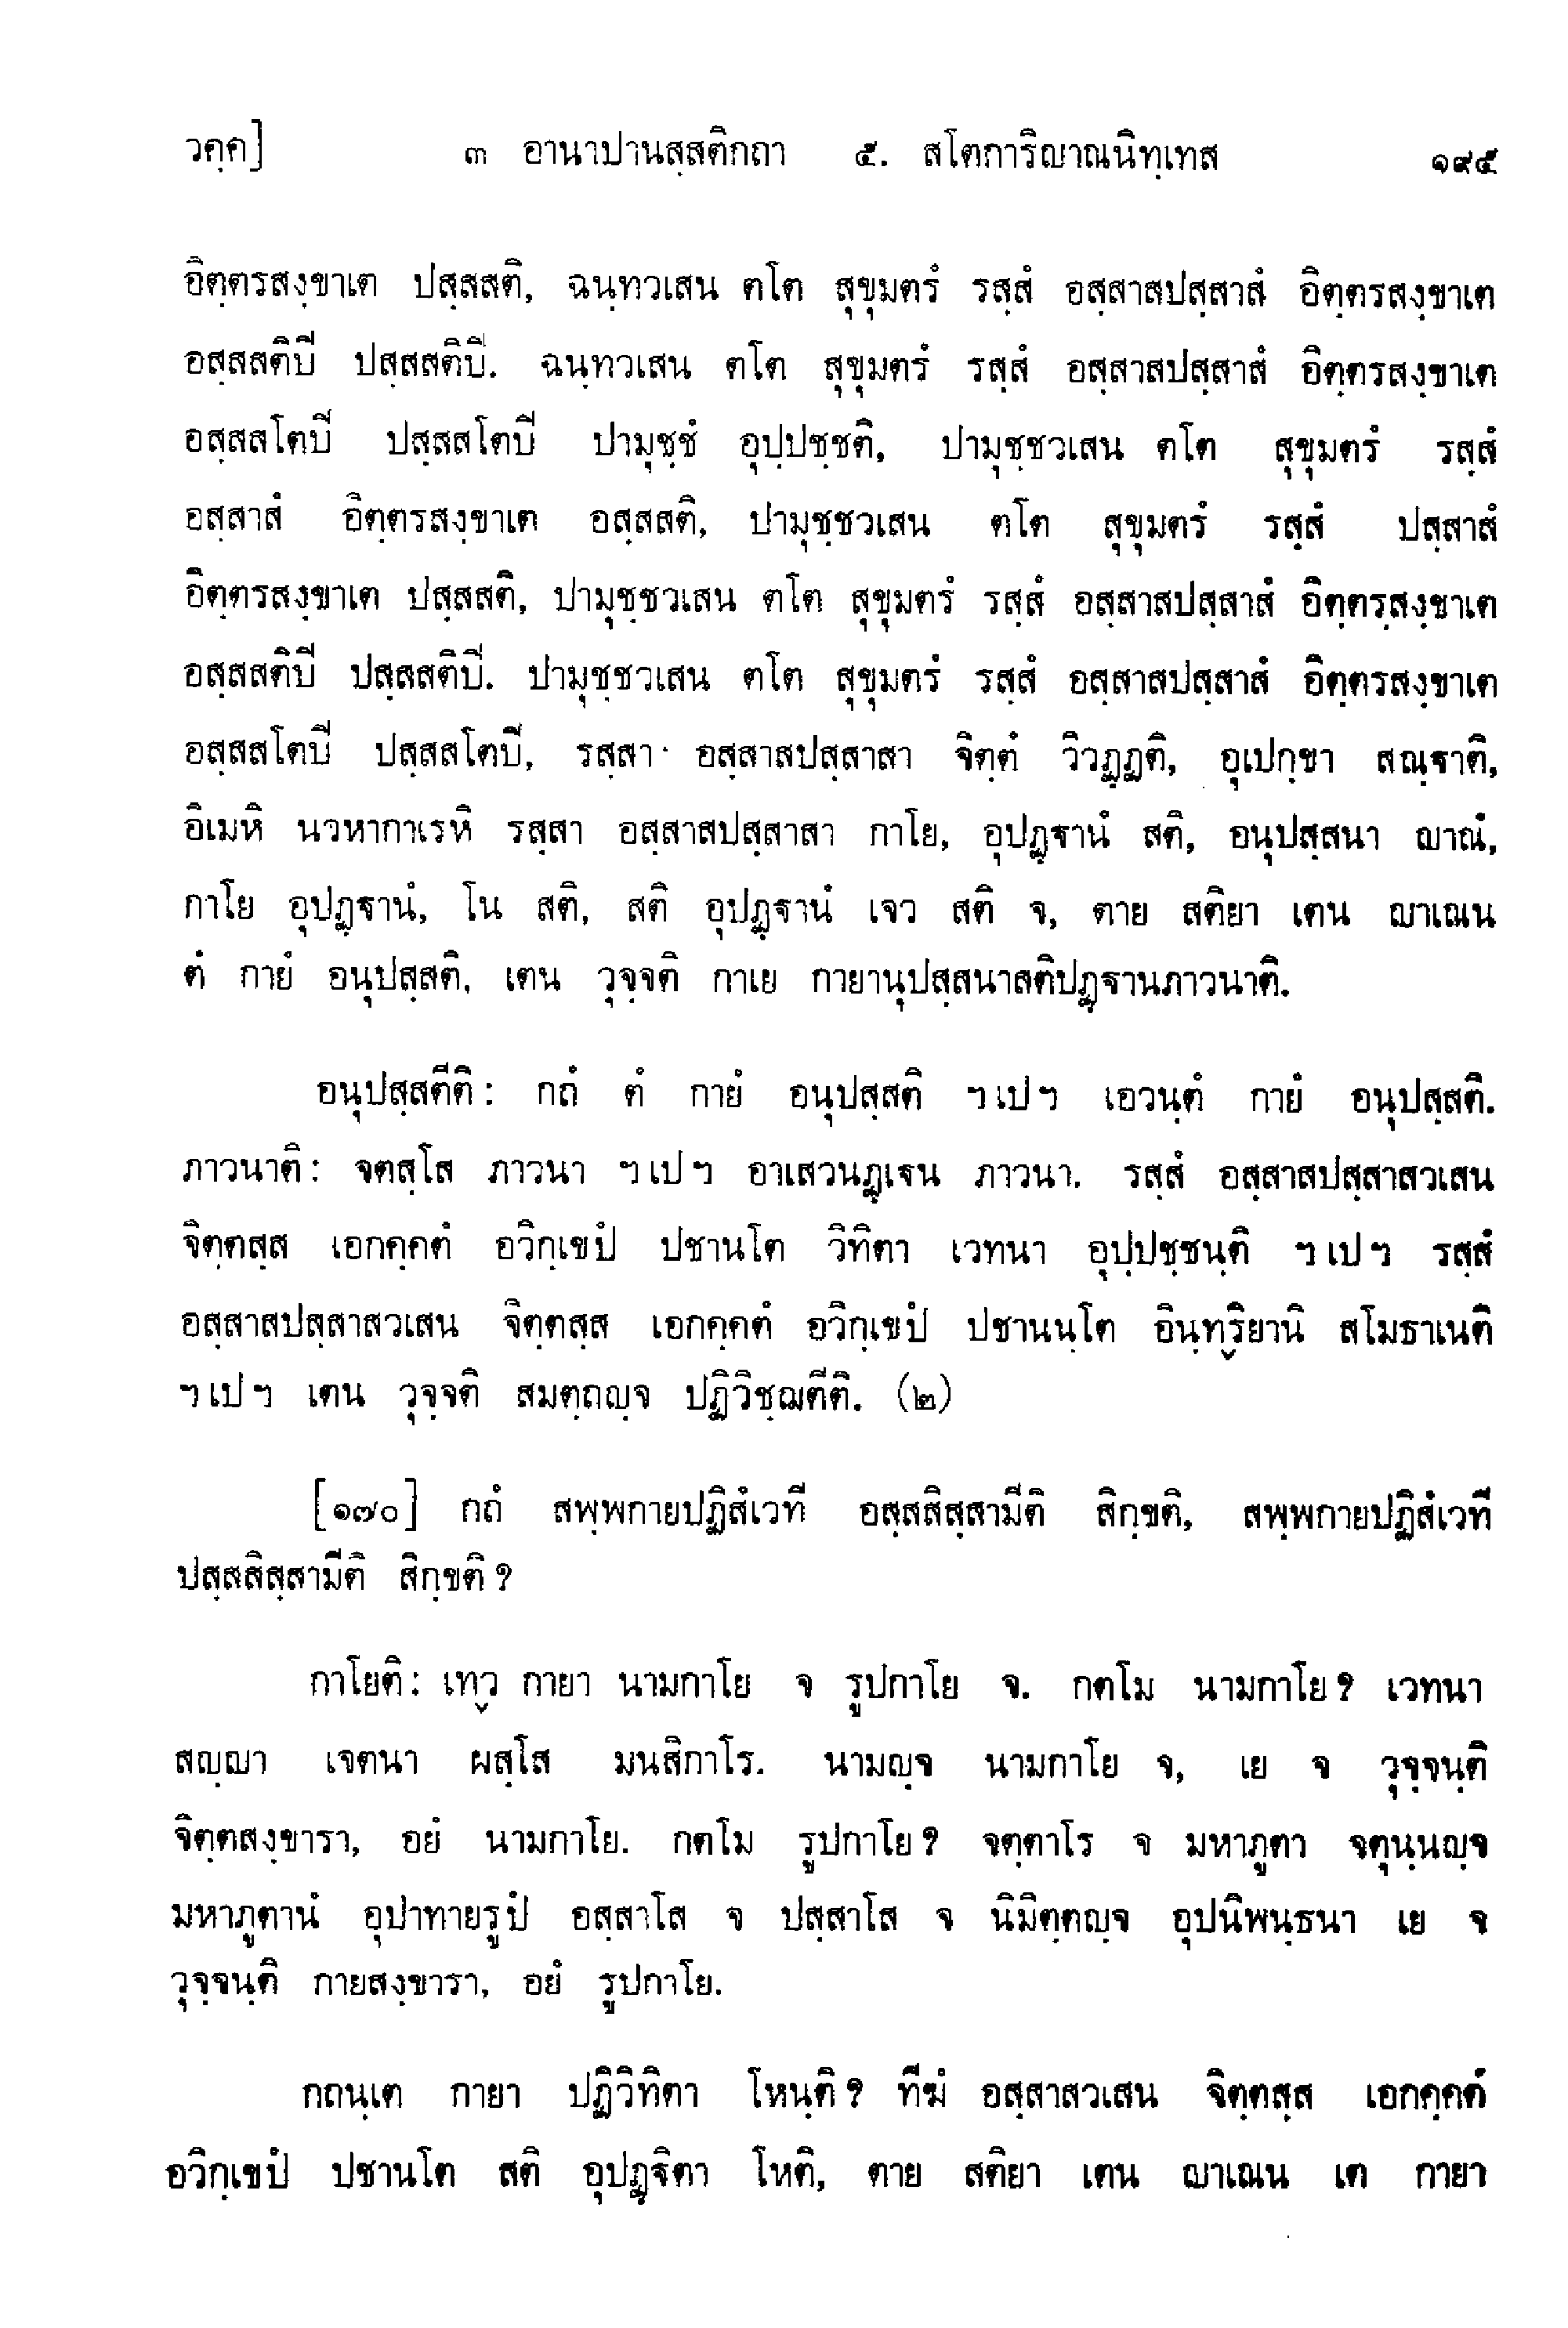 วคฺค]	๓ อานาปานสฺสติกถา ๕. สโตการิญาณนิทฺเทส	๑๙๕
อิตฺตรสงฺขาเต ปสฺสสติ, ฉนฺทวเสน ตโต สุขุมตรํ รสฺสํ อสฺสาสปสฺสาสํ อิตฺตรสงฺขาเต
อสฺสสติบี ปสฺสสติบี. ฉนฺทวเสน ตโต สุขุมตรํ รสฺสํ อสฺสาสปสฺสาสํ อิตฺตรสงฺขาเต
อสฺสสโตบี ปสฺสสโตบี ปามุชฺชํ อุปฺปชฺชติ, ปามุชฺชวเสน ตโต สุขุมตรํ รสฺสํ
อสฺสาสํ อิตฺตรสงฺขาเต อสฺสสติ, ปามุชฺชวเสน ตโต สุขุมตรํ รสฺสํ ปสฺสาสํ
อิตฺตรสงฺขาเต ปสฺสสติ, ปามุชฺชวเสน ตโต สุขุมตรํ รสฺสํ อสฺสาสปสฺสาสํ อิตฺตรฺสงฺขาเต
อสฺสสติบี ปสฺสสติบี. ปามุชฺชวเสน ตโต สุขุมตรํ รสฺสํ อสฺสาสปสฺสาสํ อิตฺตรสงฺขาเต
อสฺสสโตบี ปสฺสสโตบี, รสฺสา อสฺสาสปสฺสาสา จิตฺตํ วิวฏฺฏติ, อุเปกฺขา สณฺฐาติ,
อิเมหิ นวหากาเรหิ รสฺสา อสฺสาสปสฺสาสา กาโย, อุปฏฺฐานํ สติ, อนุปสฺสนา ญาณํ,
กาโย อุปฏฺฐานํ, โน สติ, สติ อุปฏฺฐานํ เจว สติ จ, ตาย สติยา เตน ญาเณน
ตํ กายํ อนุปสฺสติ, เตน วุจฺจติ กาเย กายานุปสฺสนาสติปฏฺฐานภาวนาติ.
อนุปสฺสตีติ: กถํ ตํ กายํ อนุปสฺสติ ฯเปฯ เอวนฺตํ กายํ อนุปสฺสติ.
ภาวนาติ: จตสฺโส ภาวนา ฯเปฯ อาเสวนฏฺเฐน ภาวนา. รสฺสํ อสฺสาสปสฺสาสวเสน
จิตฺตสฺส เอกคฺคตํ อวิกฺเขปํ ปชานโต วิทิตา เวทนา อุปฺปชฺชนฺติ ฯเปฯ รสฺสํ
อสฺสาสปสฺสาสวเสน จิตฺตสฺส เอกคฺคตํ อวิกฺเขปํ ปชานนฺโต อินฺทฺริยานิ สโมธาเนติ
ฯเปฯ เตน วุจฺจติ สมตฺถญฺจ ปฏิวิชฺฌตีติ. (๒)
[๑๗๐] กถํ สพฺพกายปฏิสํเวที อสฺสสิสฺสามีติ สิกฺขติ, สพฺพกายปฏิสํเวที
ปสฺสสิสฺสามีติ สิกฺขติ?
กาโยติ: เทฺว กายา นามกาโย จ รูปกาโย จ. กตโม นามกาโย? เวทนา
สญฺญา เจตนา ผสฺโส มนสิกาโร. นามญฺจ นามกาโย จ, เย จ วุจฺจนฺติ
จิตฺตสงฺขารา, อยํ นามกาโย. กตโม รูปกาโย? จตฺตาโร จ มหาภูตา จตุนฺนญฺจ
มหาภูตานํ อุปาทายรูปํ อสฺสาโส จ ปสฺสาโส จ นิมิตฺตญฺจ อุปนิพนฺธนา เย จ
วุจฺจนฺติ กายสงฺขารา, อยํ รูปกาโย.
กถนฺเต กายา ปฏิวิทิตา โหนฺติ? ทีฆํ อสฺสาสวเสน จิตฺตสฺส เอกคฺคตํ
อวิกฺเขปํ ปชานโต สติ อุปฏฺฐิตา โหติ, ตาย สติยา เตน ญาเณน เต กายา